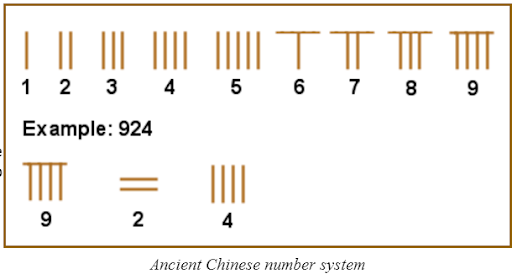 1 2 3 4 5 6 7 8 9
Example: 924
9 2 4
Ancient Chinese number system